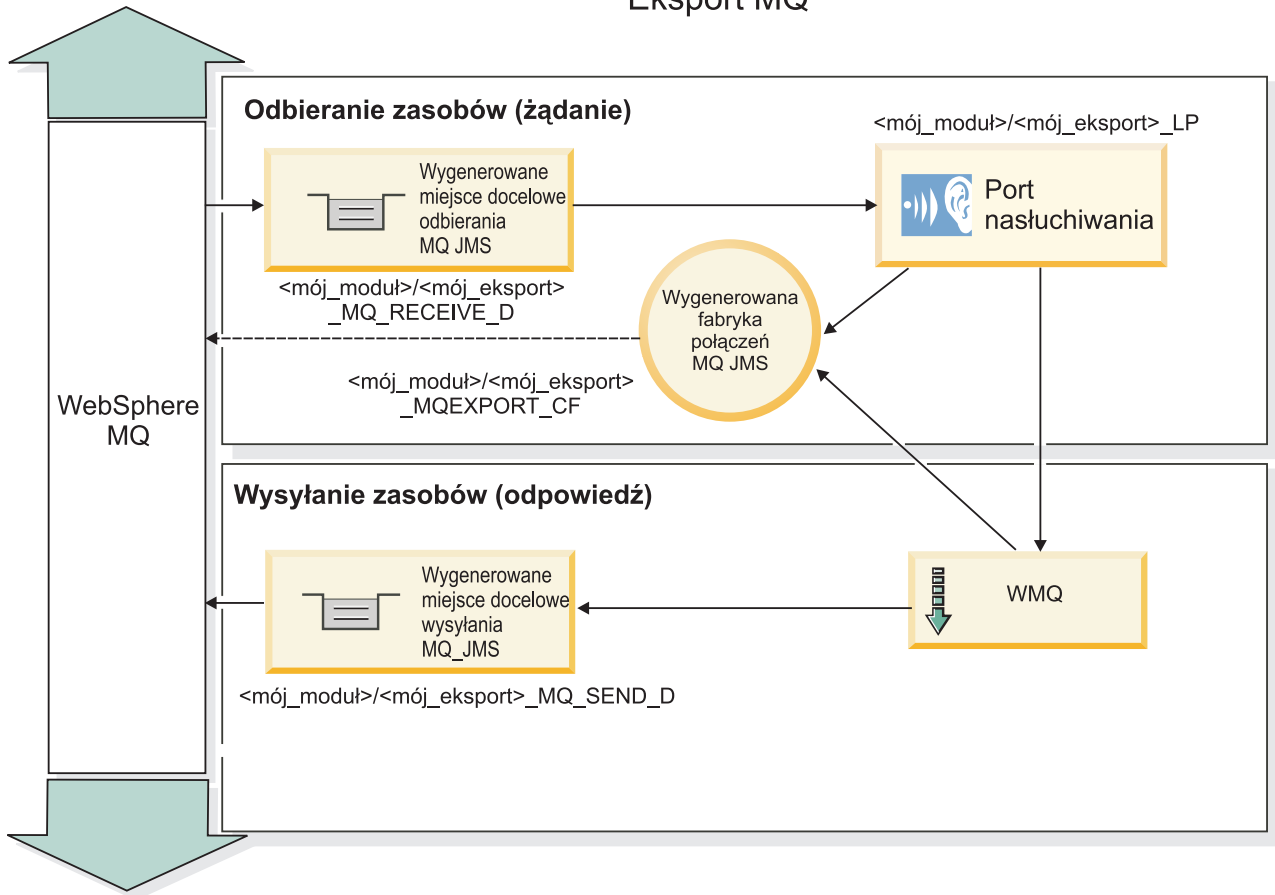 Eksport MQ
Odbieranie zasobów (żądanie)
<mój_moduł>/<mój_eksport>_LP
Wygenerowane
miejsce docelowe
odbierania
MQ JMS
Port
nasłuchiwania
<mój_moduł>/<mój_eksport>
_MQ_RECEIVE_D
Wygenerowana
fabryka
połączeń
MQ JMS
<mój_moduł>/<mój_eksport>
_MQEXPORT_CF
WebSphere
MQ
Wysyłanie zasobów (odpowiedź)
Wygenerowane
miejsce docelowe
wysyłania
MQ_JMS
WMQ
<mój_moduł>/<mój_eksport>_MQ_SEND_D